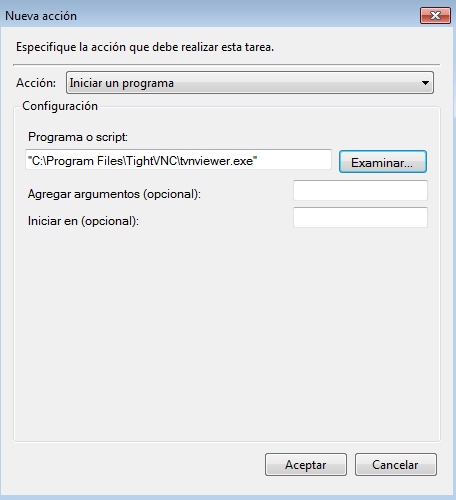 Nueva acción
Especifique la acción que debe realizar esta tarea.
Acción: Iniciar un programa
Configuración
Programa o script:
"C:\Program Files\TightVNC\tvnviewer.exe" Examinar...
Agregar argumentos (opcional):
Iniciar en (opcional):
Aceptar Cancelar